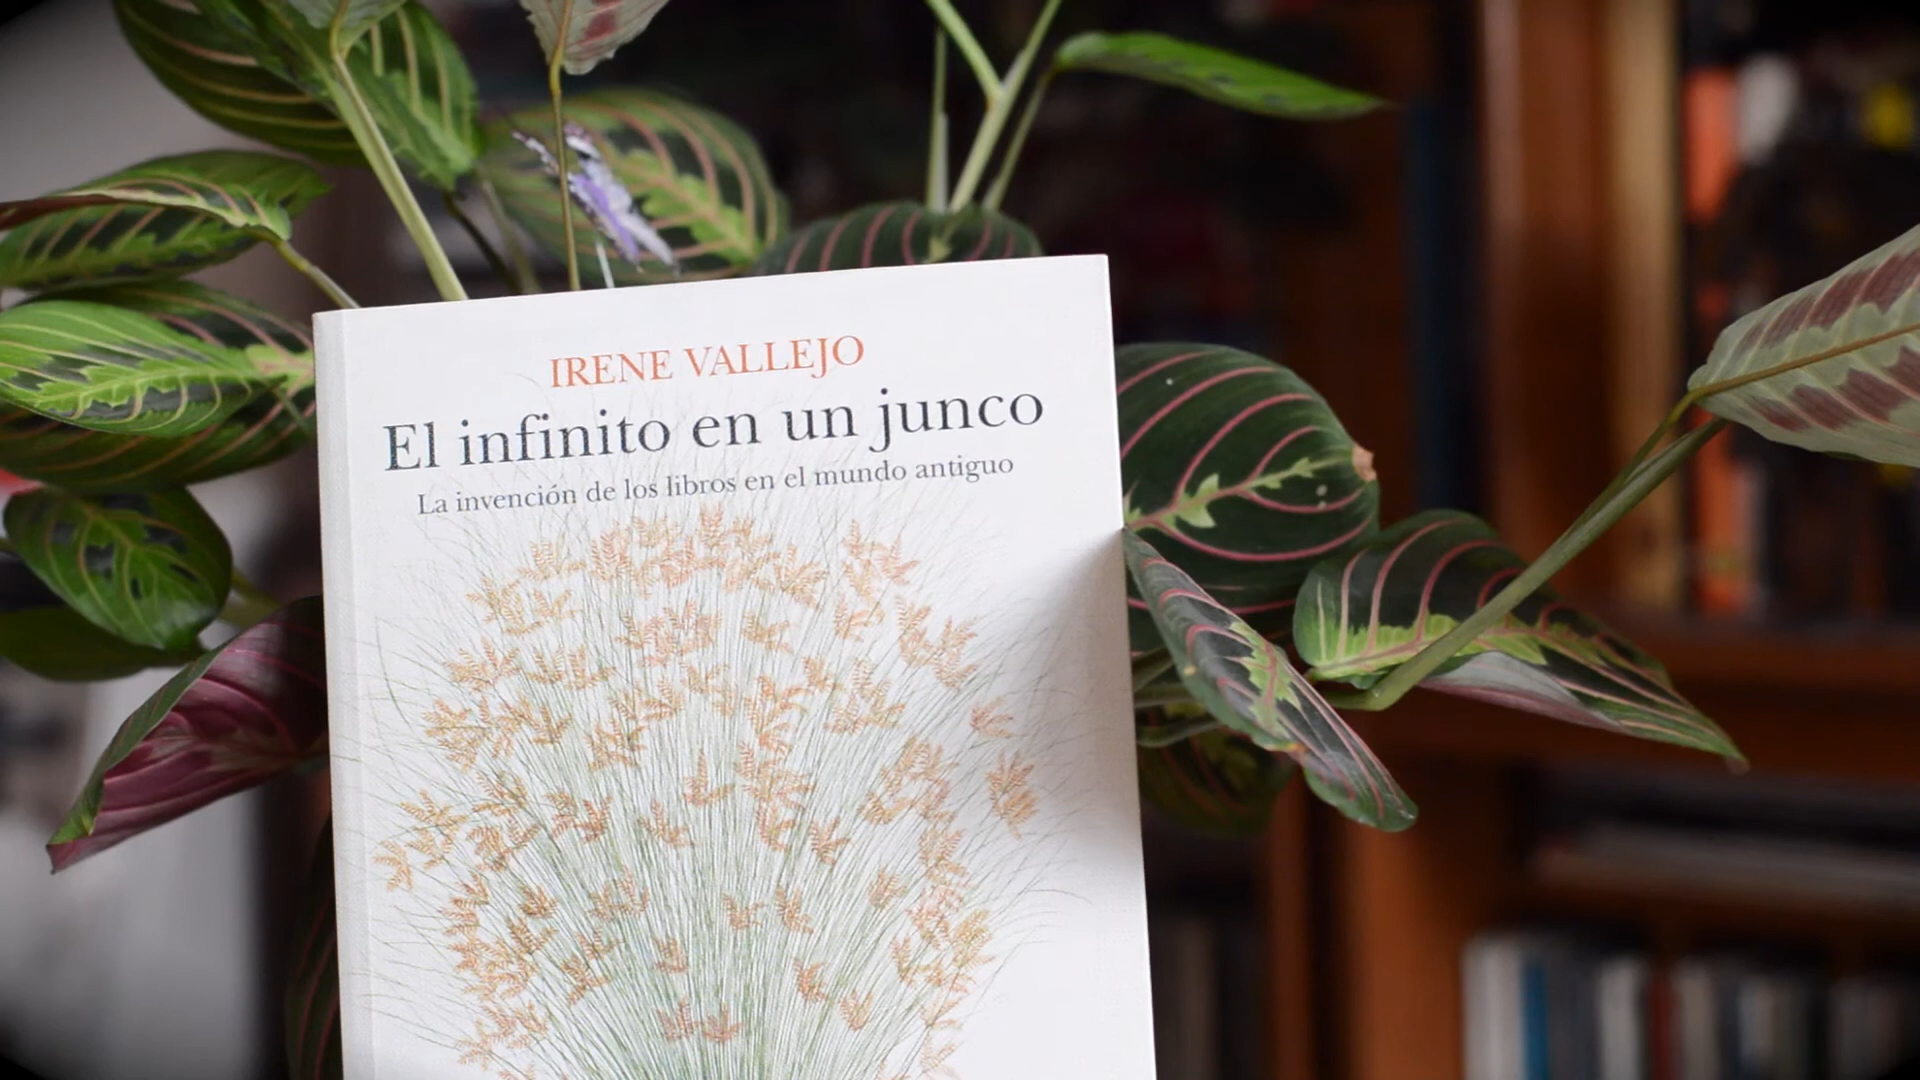 IRENE VALLEJO
El infinito en un junco
La invención de los libros en el mundo antiguo